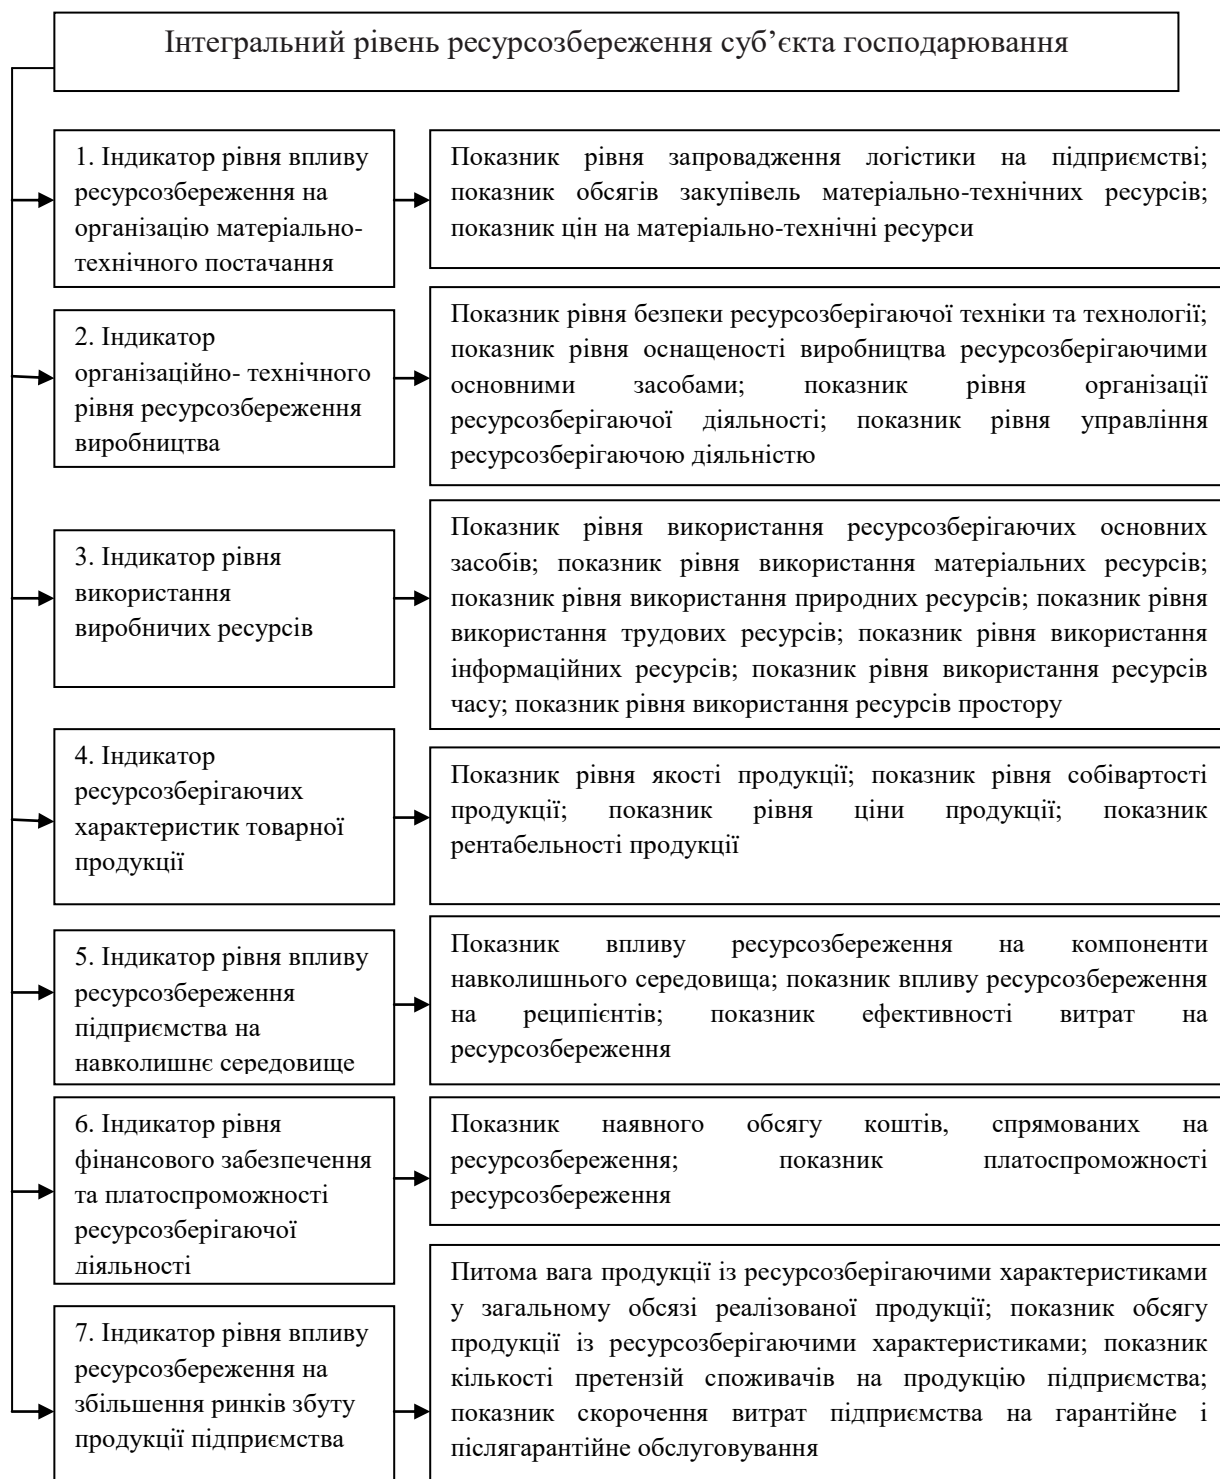 Інтегральний рівень ресурсозбереження суб’єкта господарювання
1. Індикатор рівня впливу
ресурсозбереження на
організацію матеріально-
технічного постачання
Показник рівня запровадження логістики на підприємстві;
показник обсягів закупівель матеріально-технічних ресурсів;
показник цін на матеріально-технічні ресурси
2. Індикатор
організаційно- технічного
рівня ресурсозбереження
виробництва
Показник рівня безпеки ресурсозберігаючої техніки та технології;
показник рівня оснащеності виробництва ресурсозберігаючими
основними засобами; показник рівня організації
ресурсозберігаючої діяльності; показник рівня управління
ресурсозберігаючою діяльністю
3. Індикатор рівня
використання
виробничих ресурсів
Показник рівня використання ресурсозберігаючих основних
засобів; показник рівня використання матеріальних ресурсів;
показник рівня використання природних ресурсів; показник рівня
використання трудових ресурсів; показник рівня використання
інформаційних ресурсів; показник рівня використання ресурсів
часу; показник рівня використання ресурсів простору
4. Індикатор
ресурсозберігаючих
характеристик товарної
продукції
Показник рівня якості продукції; показник рівня собівартості
продукції; показник рівня ціни продукції; показник
рентабельності продукції
5. Індикатор рівня впливу
ресурсозбереження
підприємства на
навколишнє середовище
Показник впливу ресурсозбереження на компоненти
навколишнього середовища; показник впливу ресурсозбереження
на реципієнтів; показник ефективності витрат на
ресурсозбереження
6. Індикатор рівня
фінансового забезпечення
та платоспроможності
ресурсозберігаючої
діяльності
Показник наявного обсягу коштів, спрямованих на
ресурсозбереження; показник платоспроможності
ресурсозбереження
7. Індикатор рівня впливу
ресурсозбереження на
збільшення ринків збуту
продукції підприємства
Питома вага продукції із ресурсозберігаючими характеристиками
у загальному обсязі реалізованої продукції; показник обсягу
продукції із ресурсозберігаючими характеристиками; показник
кількості претензій споживачів на продукцію підприємства;
показник скорочення витрат підприємства на гарантійне і
післягарантійне обслуговування